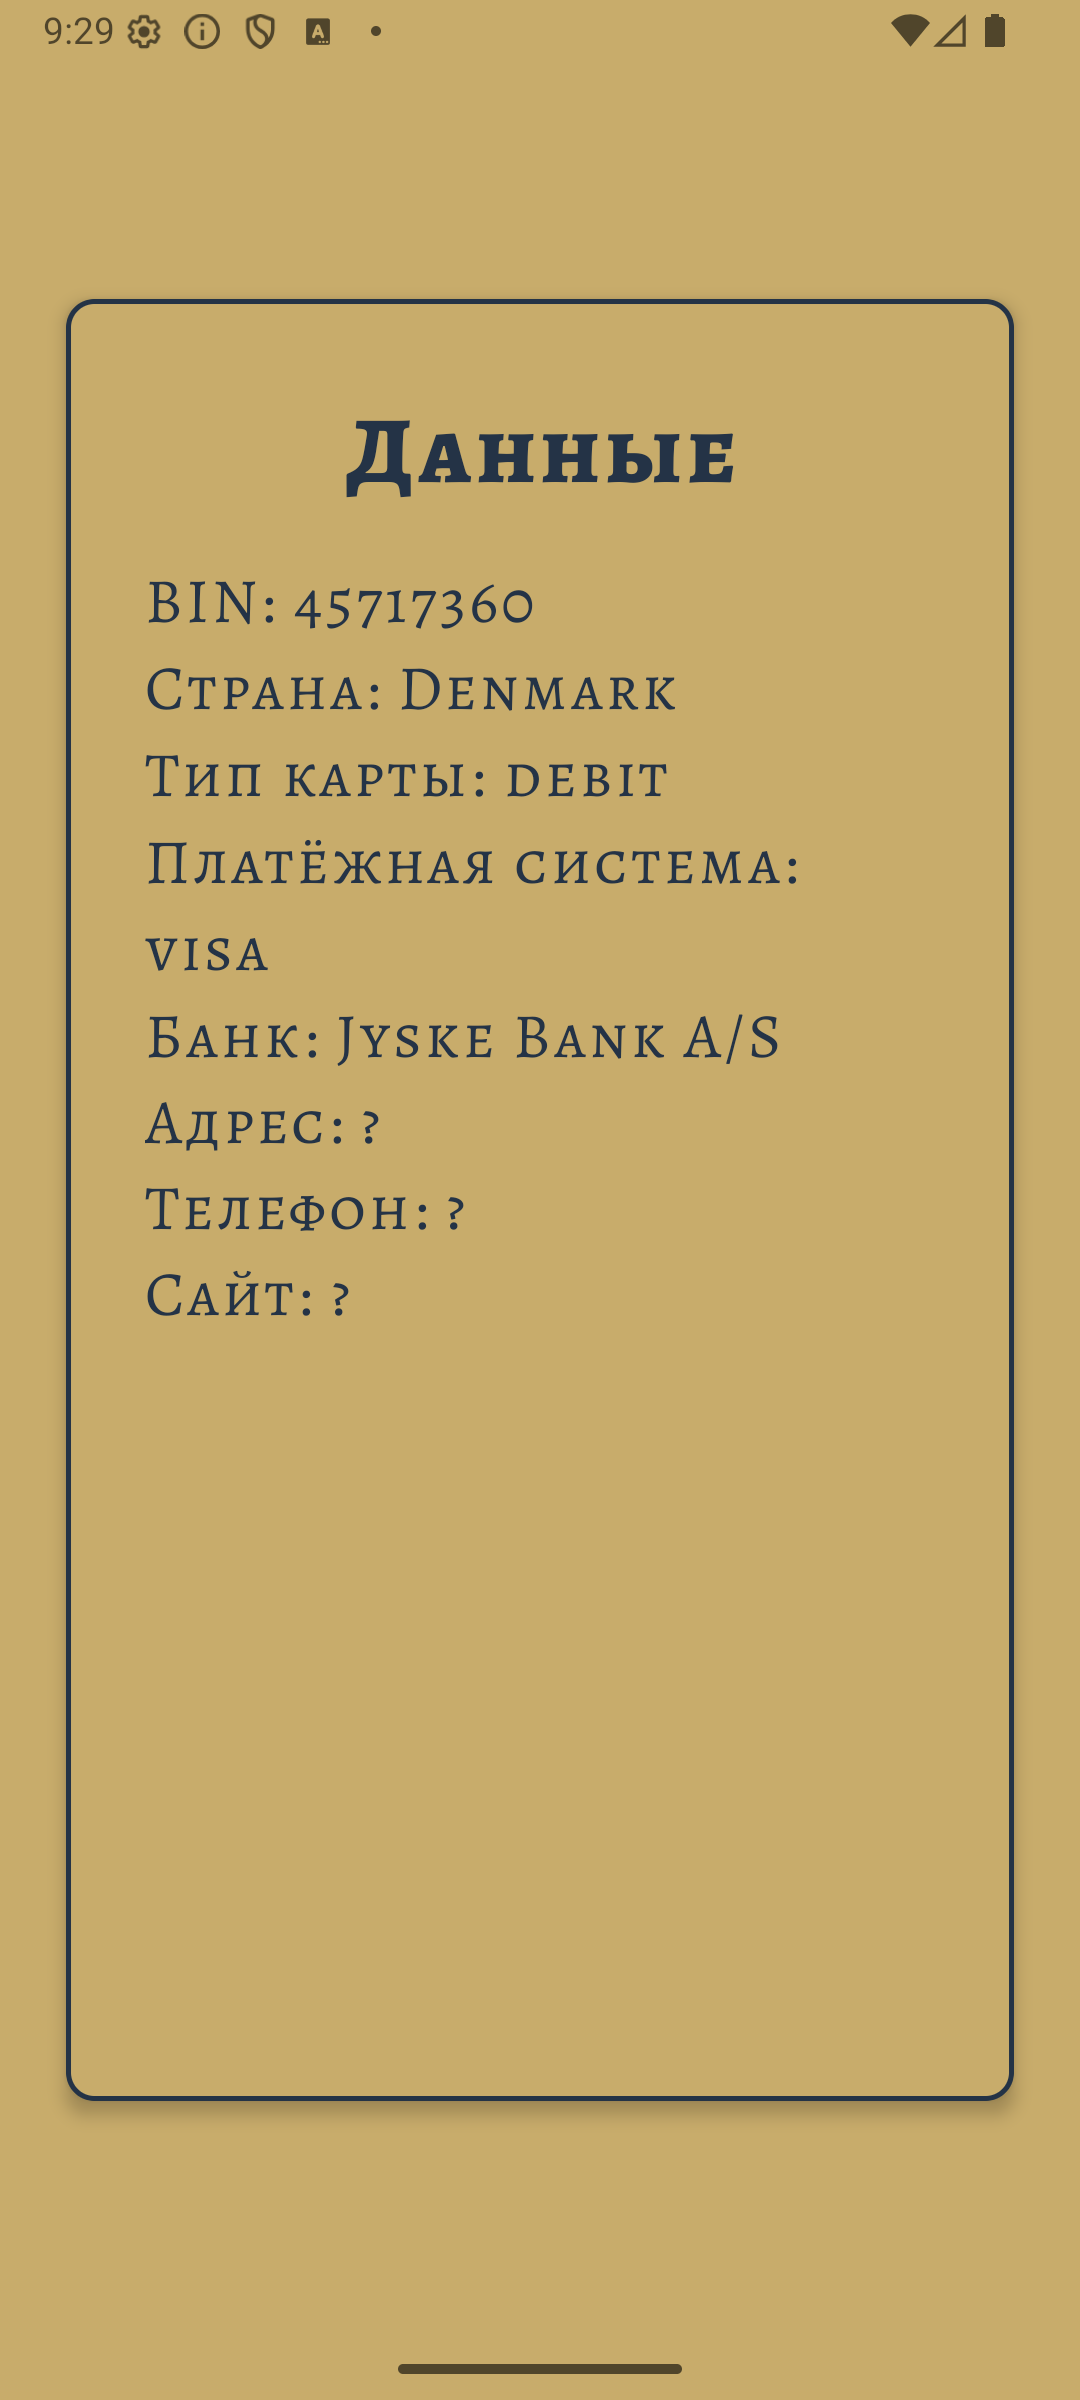 9:29
Данные
BIN: 45717360
Страна: Denmark
Тип карты: debit
Платёжная система:
visa
Банк: Jyske Bank A/S
Адрес: ?
Телефон: ?
Сайт: ?